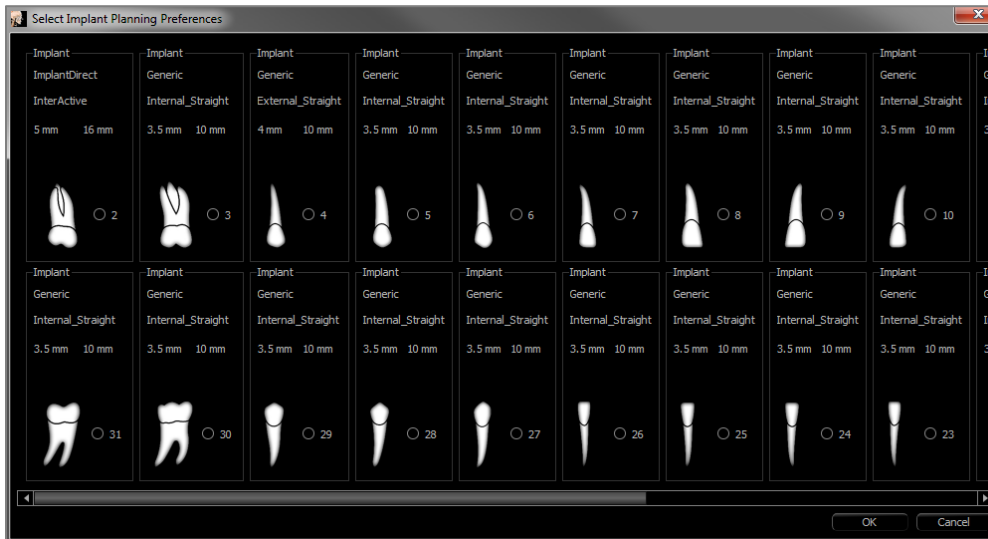 Select Implant Planning Preferences
Implant Implant Implant Implant Implant Implant Implant Implant Implant
ImplantDirect Generic Generic Generic Generic Generic Generic Generic Generic
InterActive Internal_Straight External_Straight Internal_Straight Internal_Straight Internal_Straight Internal_Straight Internal_Straight Internal_Straight
5 mm 16 mm 3.5 mm 10 mm 4 mm 10 mm 3.5 mm 10 mm 3.5 mm 10 mm 3.5 mm 10 mm 3.5 mm 10 mm 3.5 mm 10 mm 3.5 mm 10 mm
2 3 4 5 6 7 8 9 10
Implant Implant Implant Implant Implant Implant Implant Implant Implant
Generic Generic Generic Generic Generic Generic Generic Generic Generic
Internal_Straight Internal_Straight Internal_Straight Internal_Straight Internal_Straight Internal_Straight Internal_Straight Internal_Straight Internal_Straight
3.5 mm 10 mm 3.5 mm 10 mm 3.5 mm 10 mm 3.5 mm 10 mm 3.5 mm 10 mm 3.5 mm 10 mm 3.5 mm 10 mm 3.5 mm 10 mm 3.5 mm 10 mm
31 30 29 28 27 26 25 24 23
OK Cancel